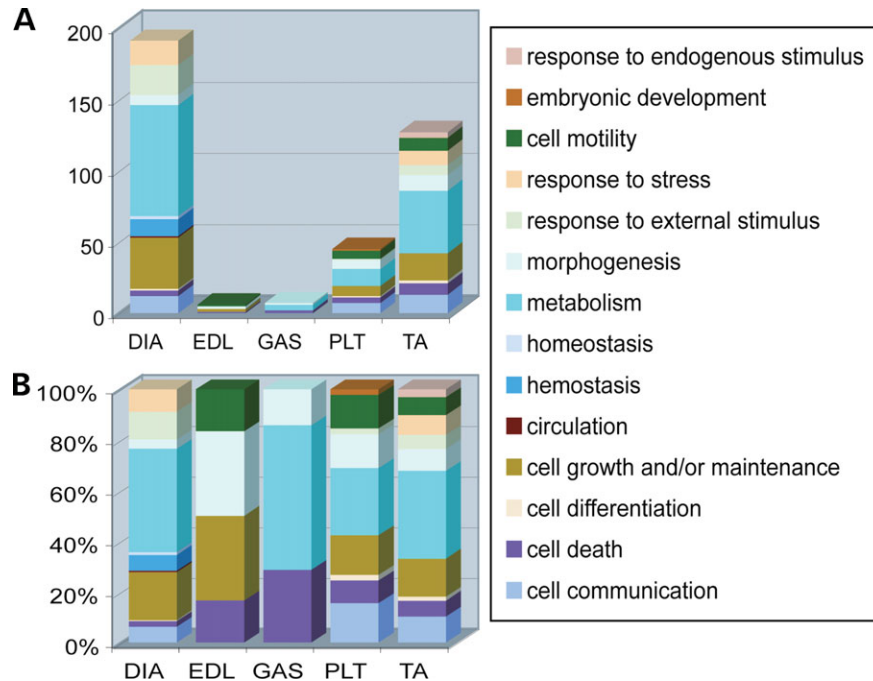 A
200
150
100
50
0
DIA EDL GAS PLT TA
B
100%
80%
60%
40%
20%
0%
DIA EDL GAS PLT TA
response to endogenous stimulus
embryonic development
cell motility
response to stress
response to external stimulus
morphogenesis
metabolism
homeostasis
hemostasis
circulation
cell growth and/or maintenance
cell differentiation
cell death
cell communication